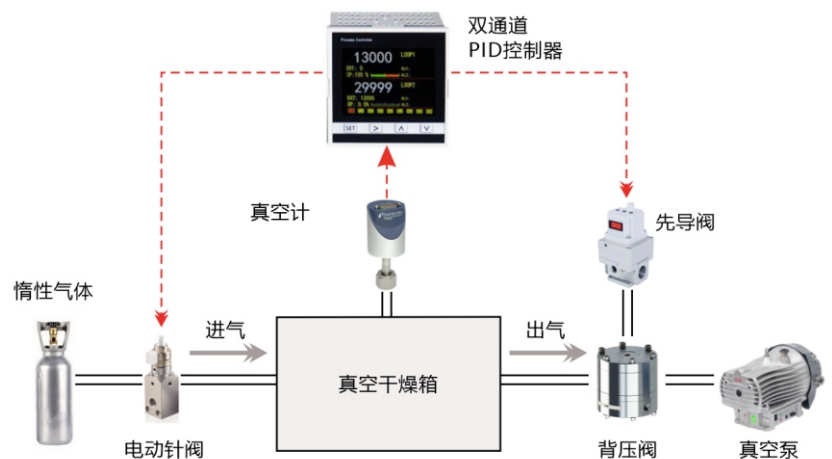 双通道
PID控制器
Process Controller
13000
LOOP1
29999
LOOP2
SET
真空计
先导阀
惰性气体
进气
出气
真空干燥箱
电动针阀
背压阀
真空泵